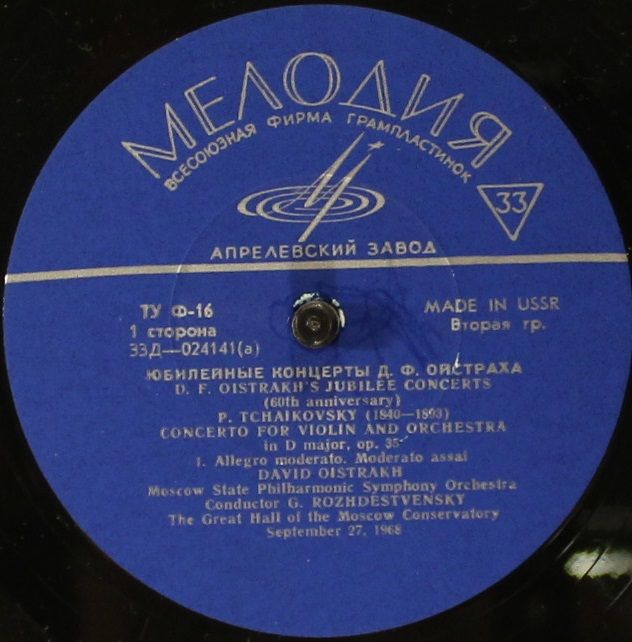 МЕЛОДИЯ
ВСЕСОЮЗНАЯ ФИРМА ГРАМПЛАСТИНОК
33
АПРЕЛЕВСКИЙ ЗАВОД
ТУ Ф-16
1 сторона
33Д—024141(а)
MADE IN USSR
Вторая гр.
ЮБИЛЕЙНЫЕ КОНЦЕРТЫ Д. Ф. ОЙСТРАХА
D. F. OISTRAKH'S JUBILEE CONCERTS
(60th anniversary)
P. TCHAIKOVSKY (1840—1893)
CONCERTO FOR VIOLIN AND ORCHESTRA
in D major, op. 35
1. Allegro moderato. Moderato assai
DAVID OISTRAKH
Moscow State Philharmonic Symphony Orchestra
Conductor G. ROZHDESTVENSKY
The Great Hall of the Moscow Conservatory
September 27, 1968